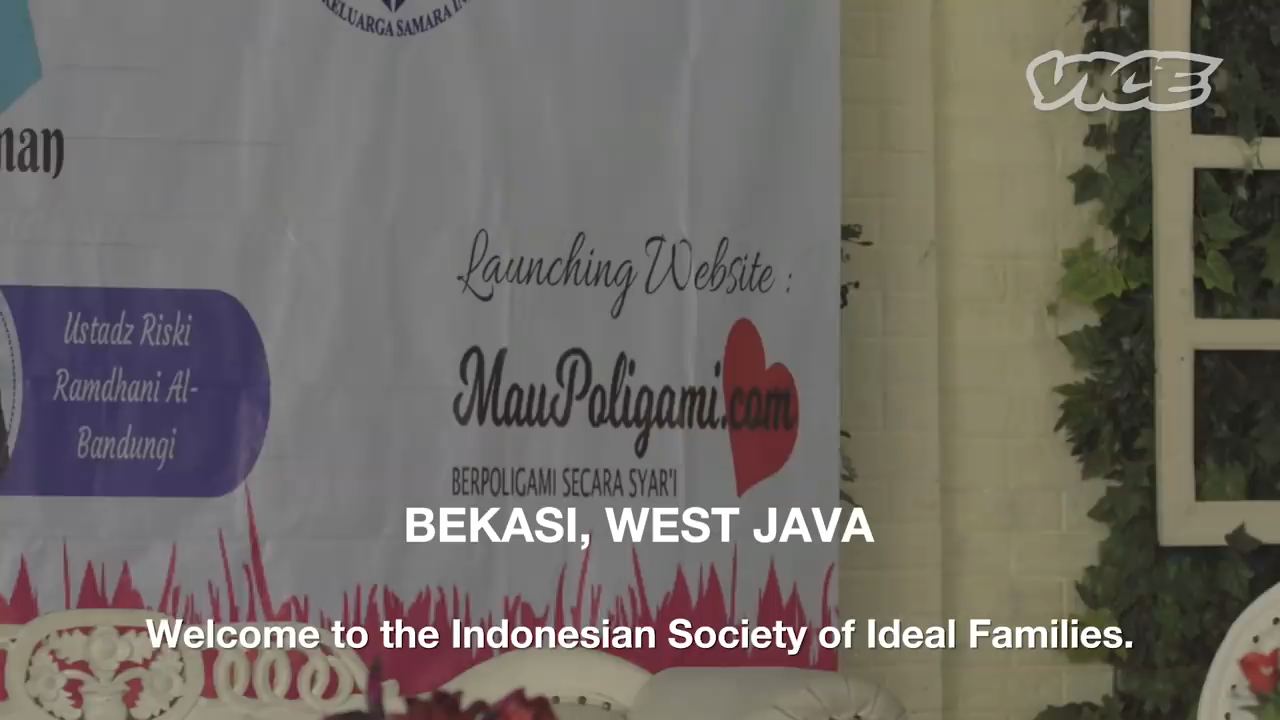 KELUARGA SAMARA
VICE
Launching Website :
Ustadz Riski
Ramdhani Al-
Bandungi
MauPoligami.com
BERPOLIGAMI SECARA SYAR'I
BEKASI, WEST JAVA
Welcome to the Indonesian Society of Ideal Families.